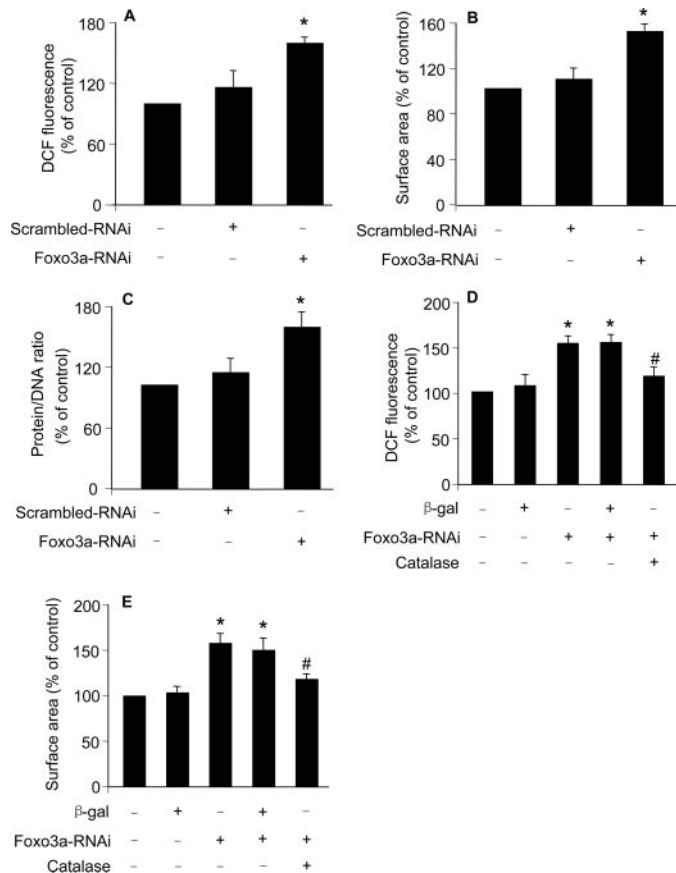 A
DCF fluorescence
(% of control)
180
120
60
0
*
Scrambled-RNAi – + –
Foxo3a-RNAi – – +
B
Surface area (% of control)
160
120
80
40
0
*
Scrambled-RNAi – + –
Foxo3a-RNAi – – +
C
Protein/DNA ratio
(% of control)
180
120
60
0
*
Scrambled-RNAi – + –
Foxo3a-RNAi – – +
D
DCF fluorescence
(% of control)
200
150
100
50
0
* * #
β-gal – + – + –
Foxo3a-RNAi – – + + +
Catalase – – – – +
E
Surface area (% of control)
200
150
100
50
0
* * #
β-gal – + – + –
Foxo3a-RNAi – – + + +
Catalase – – – – +